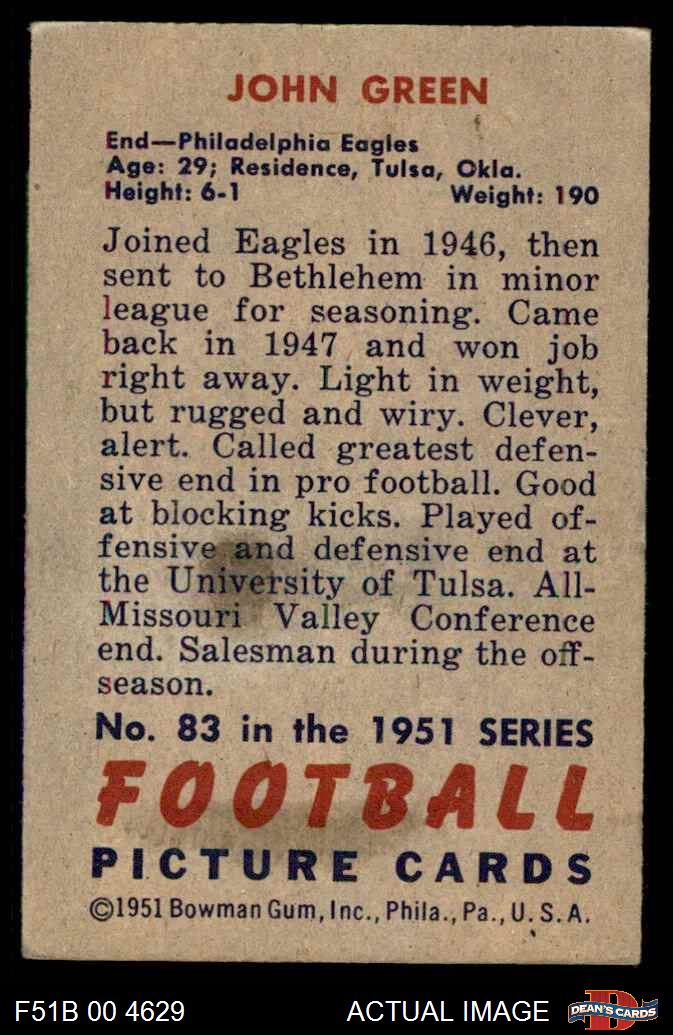 JOHN GREEN
End—Philadelphia Eagles
Age: 29; Residence, Tulsa, Okla.
Height: 6-1 Weight: 190
Joined Eagles in 1946, then
sent to Bethlehem in minor
league for seasoning. Came
back in 1947 and won job
right away. Light in weight,
but rugged and wiry. Clever,
alert. Called greatest defen-
sive end in pro football. Good
at blocking kicks. Played of-
fensive and defensive end at
the University of Tulsa. All-
Missouri Valley Conference
end. Salesman during the off-
season.
No. 83 in the 1951 SERIES
FOOTBALL
PICTURE CARDS
©1951 Bowman Gum, Inc., Phila., Pa., U. S. A.
F51B 00 4629 ACTUAL IMAGE
D
DEAN'S CARDS